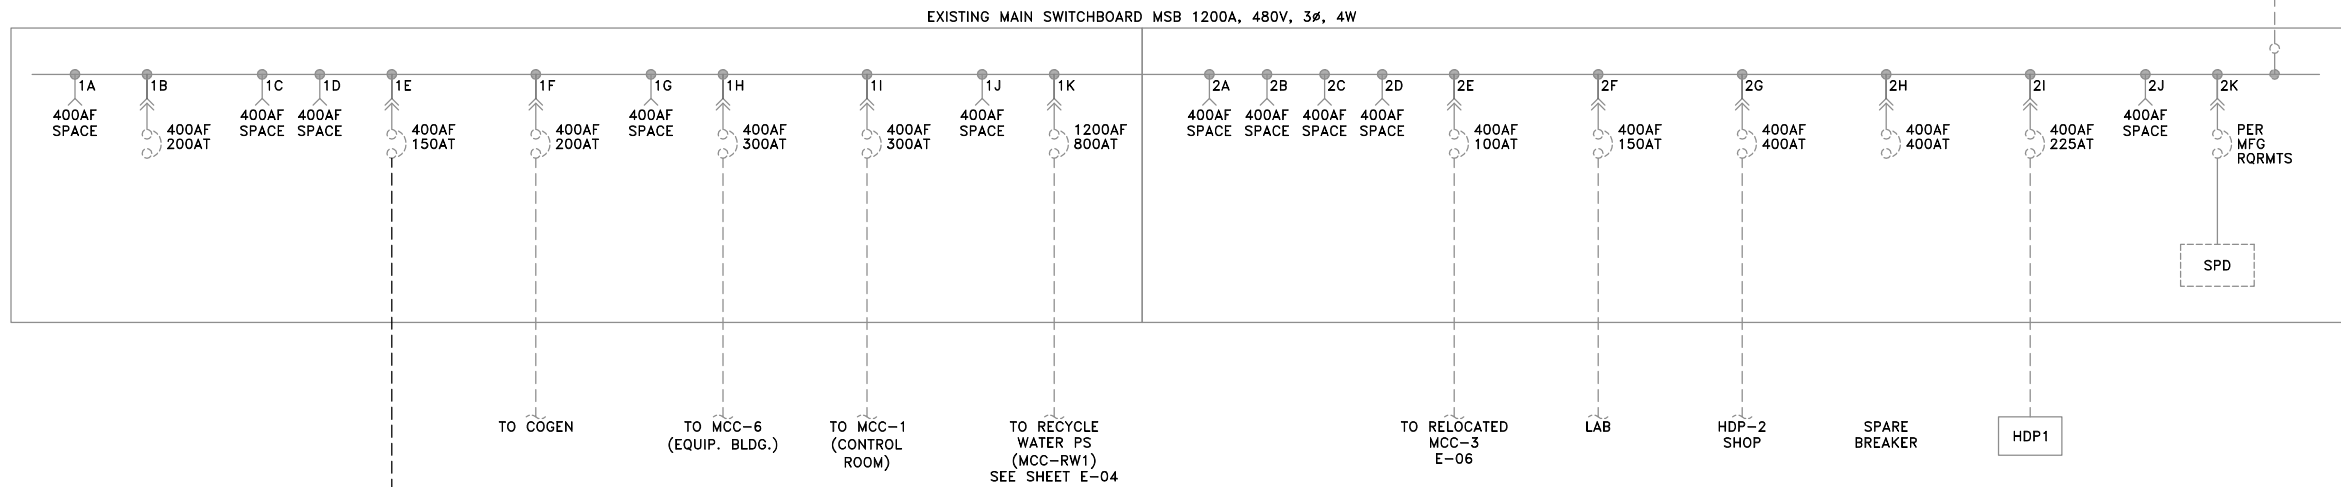 EXISTING MAIN SWITCHBOARD MSB 1200A, 480V, 3ø, 4W
1A
400AF
SPACE
1B
400AF
200AT
1C
400AF
SPACE
1D
400AF
SPACE
1E
400AF
150AT
1F
400AF
200AT
1G
400AF
SPACE
1H
400AF
300AT
1I
400AF
300AT
1J
400AF
SPACE
1K
1200AF
800AT
2A
400AF
SPACE
2B
400AF
SPACE
2C
400AF
SPACE
2D
400AF
SPACE
2E
400AF
100AT
2F
400AF
150AT
2G
400AF
400AT
2H
400AF
400AT
2I
400AF
225AT
2J
400AF
SPACE
2K
PER
MFG
RQRMTS
SPD
TO COGEN
TO MCC-6
(EQUIP. BLDG.)
TO MCC-1
(CONTROL
ROOM)
TO RECYCLE
WATER PS
(MCC-RW1)
SEE SHEET E-04
TO RELOCATED
MCC-3
E-06
LAB
HDP-2
SHOP
SPARE
BREAKER
HDP1